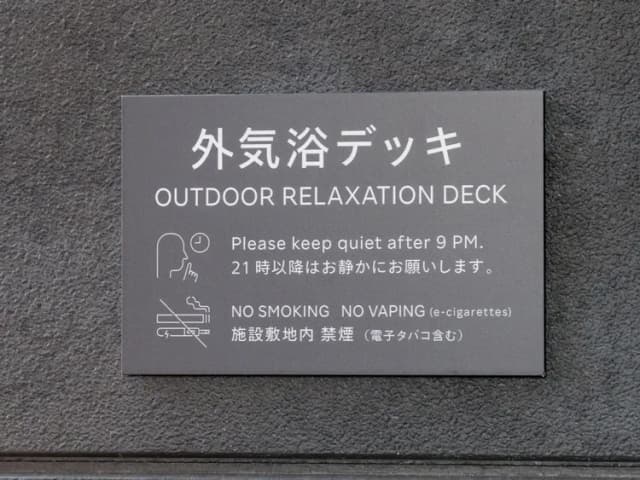 外気浴デッキ
OUTDOOR RELAXATION DECK
Please keep quiet after 9 PM.
21時以降はお静かにお願いします。
NO SMOKING NO VAPING (e-cigarettes)
施設敷地内 禁煙 （電子タバコ含む）